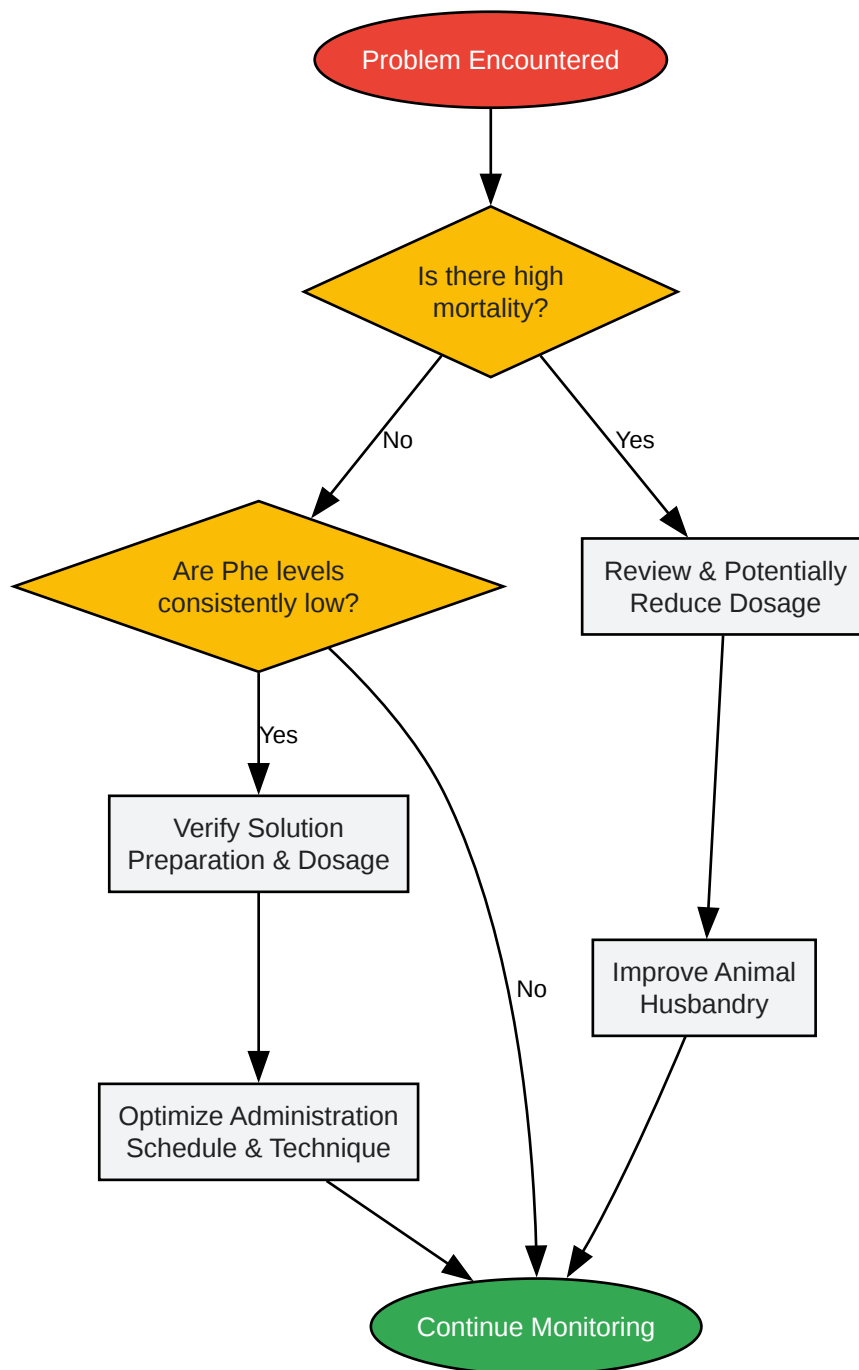 Problem Encountered
Is there high
mortality?
No
Yes
Are Phe levels
consistently low?
Review & Potentially
Reduce Dosage
Yes
Verify Solution
Preparation & Dosage
No
Improve Animal
Husbandry
Optimize Administration
Schedule & Technique
Continue Monitoring